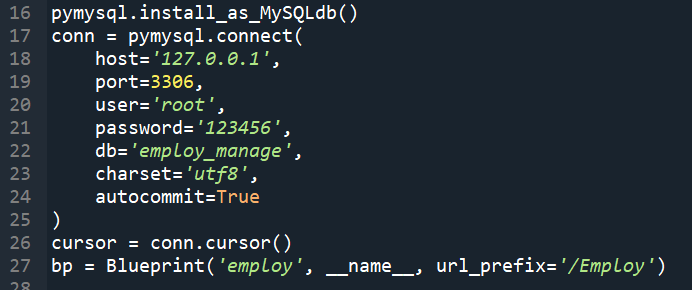 16 pymysql.install_as_MySQLdb()
17 conn = pymysql.connect(
18     host='127.0.0.1',
19     port=3306,
20     user='root',
21     password='123456',
22     db='employ_manage',
23     charset='utf8',
24     autocommit=True
25 )
26 cursor = conn.cursor()
27 bp = Blueprint('employ', __name__, url_prefix='/Employ')
28